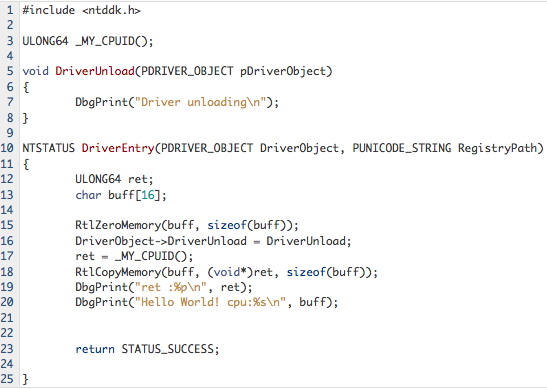 1 #include <ntddk.h>
2
3 ULONG64 _MY_CPUID();
4
5 void DriverUnload(PDRIVER_OBJECT pDriverObject)
6 {
7         DbgPrint("Driver unloading\n");
8 }
9
10 NTSTATUS DriverEntry(PDRIVER_OBJECT DriverObject, PUNICODE_STRING RegistryPath)
11 {
12         ULONG64 ret;
13         char buff[16];
14
15         RtlZeroMemory(buff, sizeof(buff));
16         DriverObject->DriverUnload = DriverUnload;
17         ret = _MY_CPUID();
18         RtlCopyMemory(buff, (void*)ret, sizeof(buff));
19         DbgPrint("ret :%p\n", ret);
20         DbgPrint("Hello World! cpu:%s\n", buff);
21
22
23         return STATUS_SUCCESS;
24
25 }